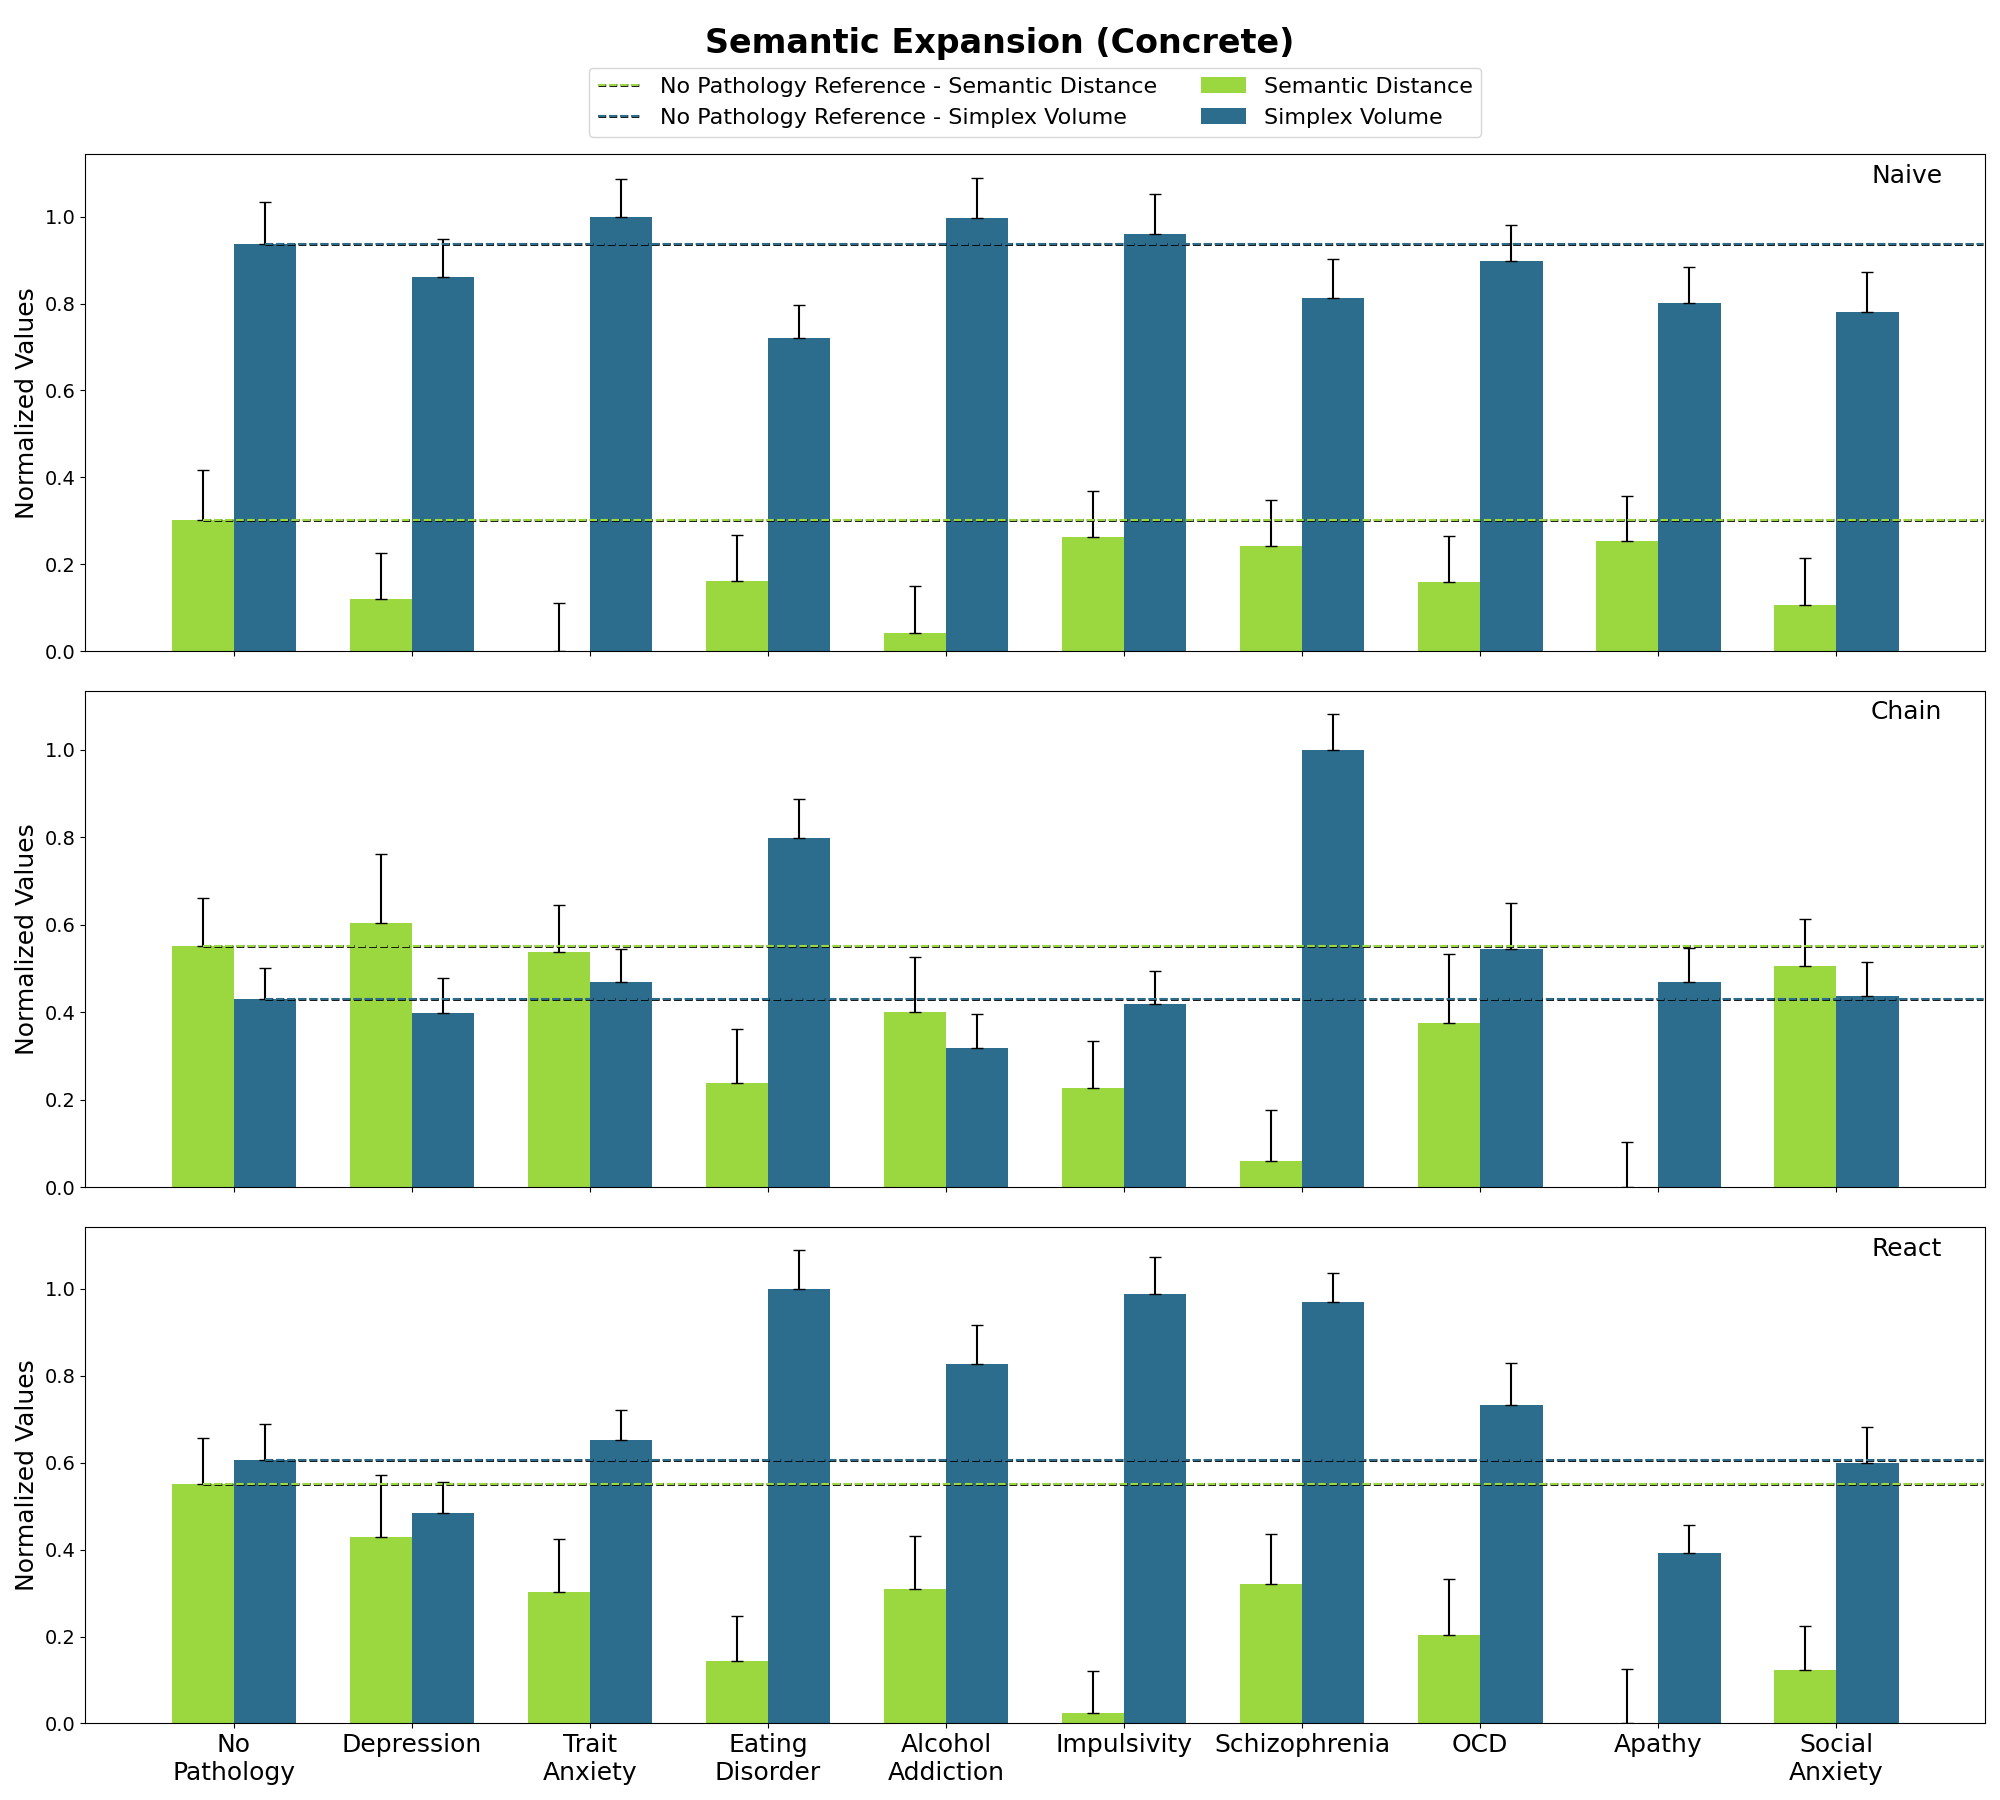 Semantic Expansion (Concrete)
No Pathology Reference - Semantic Distance
No Pathology Reference - Simplex Volume
Semantic Distance
Simplex Volume
Naive
Normalized Values
1.0
0.8
0.6
0.4
0.2
0.0
Chain
Normalized Values
1.0
0.8
0.6
0.4
0.2
0.0
React
Normalized Values
1.0
0.8
0.6
0.4
0.2
0.0
No
Pathology
Depression
Trait
Anxiety
Eating
Disorder
Alcohol
Addiction
Impulsivity
Schizophrenia
OCD
Apathy
Social
Anxiety